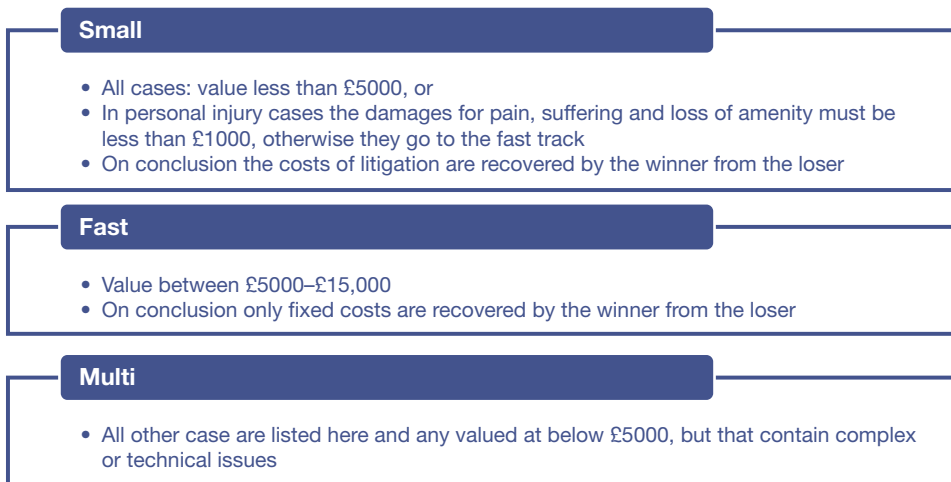 Small
• All cases: value less than £5000, or
• In personal injury cases the damages for pain, suffering and loss of amenity must be
less than £1000, otherwise they go to the fast track
• On conclusion the costs of litigation are recovered by the winner from the loser
Fast
• Value between £5000–£15,000
• On conclusion only fixed costs are recovered by the winner from the loser
Multi
• All other case are listed here and any valued at below £5000, but that contain complex
or technical issues